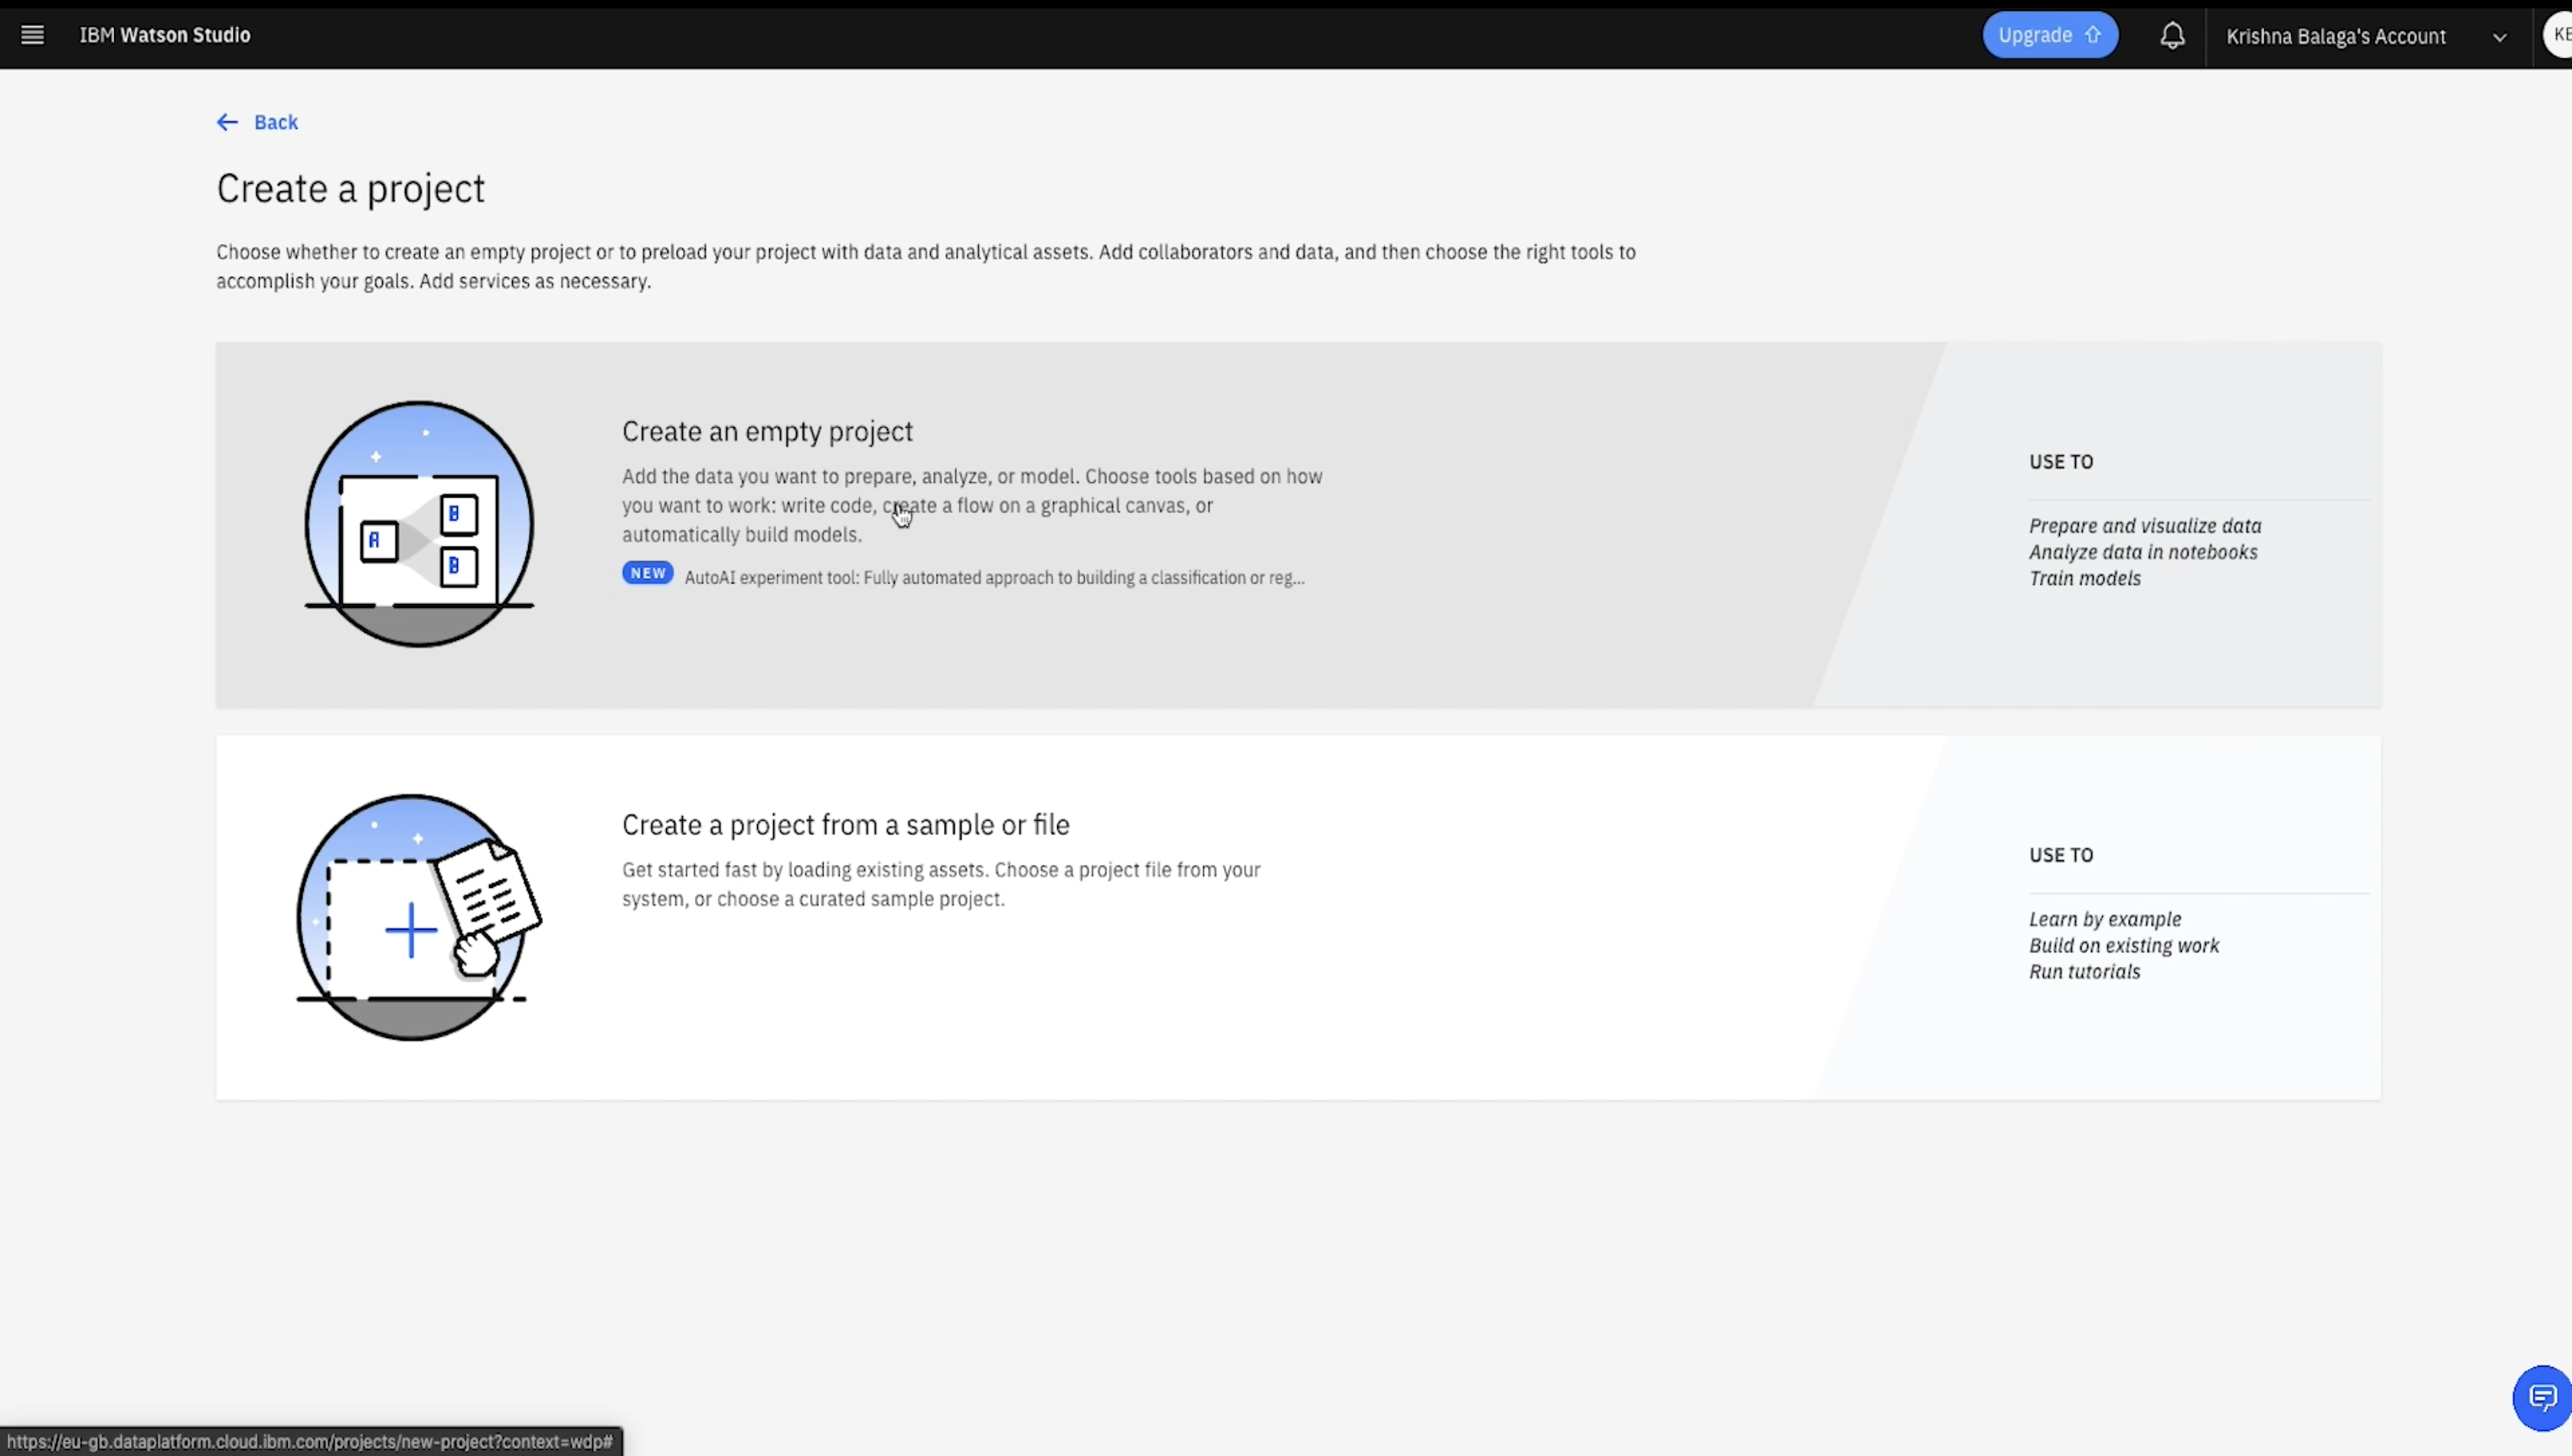 IBM Watson Studio
Upgrade
Krishna Balaga's Account
Back
Create a project
Choose whether to create an empty project or to preload your project with data and analytical assets. Add collaborators and data, and then choose the right tools to
accomplish your goals. Add services as necessary.
A
B
B
Create an empty project
Add the data you want to prepare, analyze, or model. Choose tools based on how
you want to work: write code, create a flow on a graphical canvas, or
automatically build models.
NEW AutoAI experiment tool: Fully automated approach to building a classification or reg...
USE TO
Prepare and visualize data
Analyze data in notebooks
Train models
Create a project from a sample or file
Get started fast by loading existing assets. Choose a project file from your
system, or choose a curated sample project.
USE TO
Learn by example
Build on existing work
Run tutorials
https://eu-gb.dataplatform.cloud.ibm.com/projects/new-project?context=wdp#